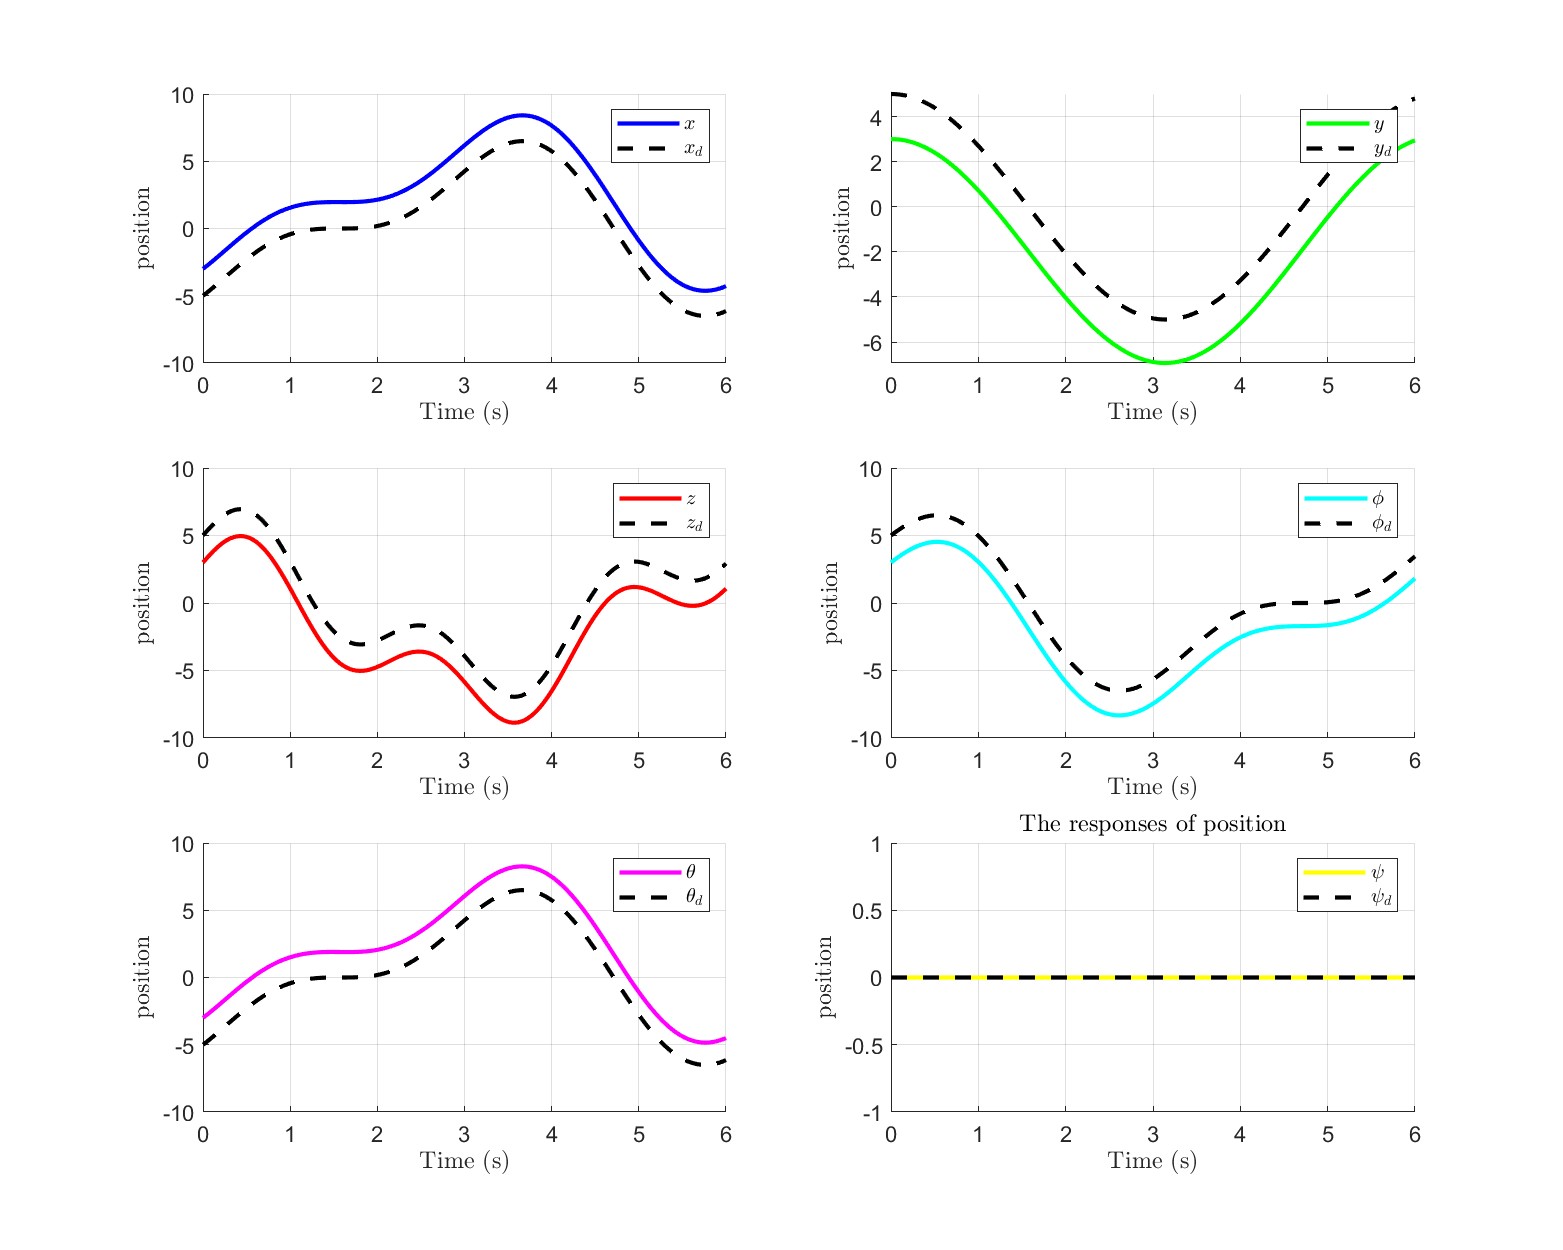 10
5
0
-5
-10
position
0 1 2 3 4 5 6
Time (s)
x
x_d
4
2
0
-2
-4
-6
position
0 1 2 3 4 5 6
Time (s)
y
y_d
10
5
0
-5
-10
position
0 1 2 3 4 5 6
Time (s)
z
z_d
10
5
0
-5
-10
position
0 1 2 3 4 5 6
Time (s)
ϕ
ϕ_d
10
5
0
-5
-10
position
0 1 2 3 4 5 6
Time (s)
θ
θ_d
The responses of position
1
0.5
0
-0.5
-1
position
0 1 2 3 4 5 6
Time (s)
ψ
ψ_d